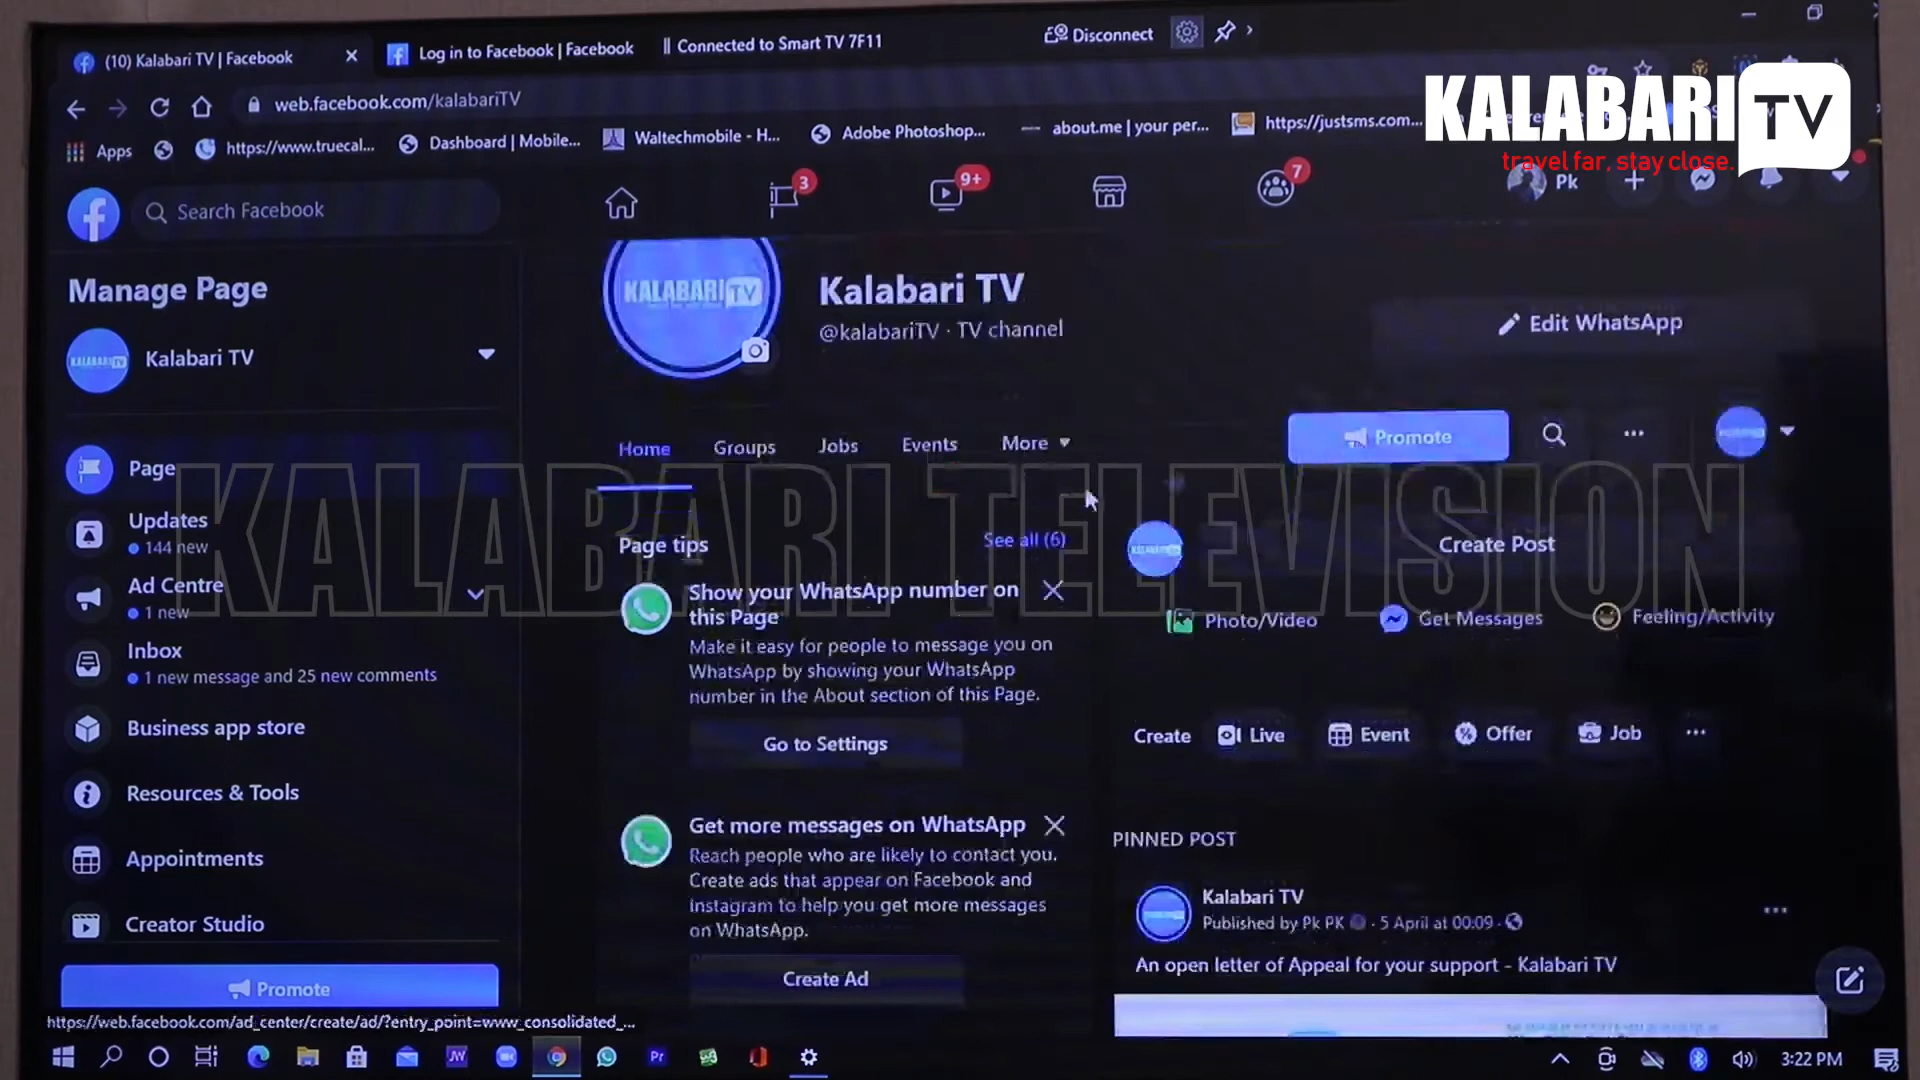 (10) Kalabari TV | Facebook
Log in to Facebook | Facebook
Connected to Smart TV 7F11
Disconnect
web.facebook.com/kalabariTV
Apps
https://www.truecal...
Dashboard | Mobile...
Waltechmobile - H...
Adobe Photoshop...
about.me | your per...
https://justsms.com...
KALABARI TV
travel far, stay close.
Search Facebook
3
9+
7
Pk
Manage Page
Kalabari TV
Page
Updates
144 new
Ad Centre
1 new
Inbox
1 new message and 25 new comments
Business app store
Resources & Tools
Appointments
Creator Studio
Promote
https://web.facebook.com/ad_center/create/ad/?entry_point=www_consolidated_...
KALABARI TV
Kalabari TV
@kalabariTV · TV channel
Edit WhatsApp
Home
Groups
Jobs
Events
More
Promote
KALABARI TELEVISION
Page tips
See all (6)
Show your WhatsApp number on
this Page
Make it easy for people to message you on
WhatsApp by showing your WhatsApp
number in the About section of this Page.
Go to Settings
Get more messages on WhatsApp
Reach people who are likely to contact you.
Create ads that appear on Facebook and
Instagram to help you get more messages
on WhatsApp.
Create Ad
Create Post
Photo/Video
Get Messages
Feeling/Activity
Create
Live
Event
Offer
Job
PINNED POST
Kalabari TV
Published by Pk PK · 5 April at 00:09 ·
An open letter of Appeal for your support - Kalabari TV
JW
Pr
3:22 PM